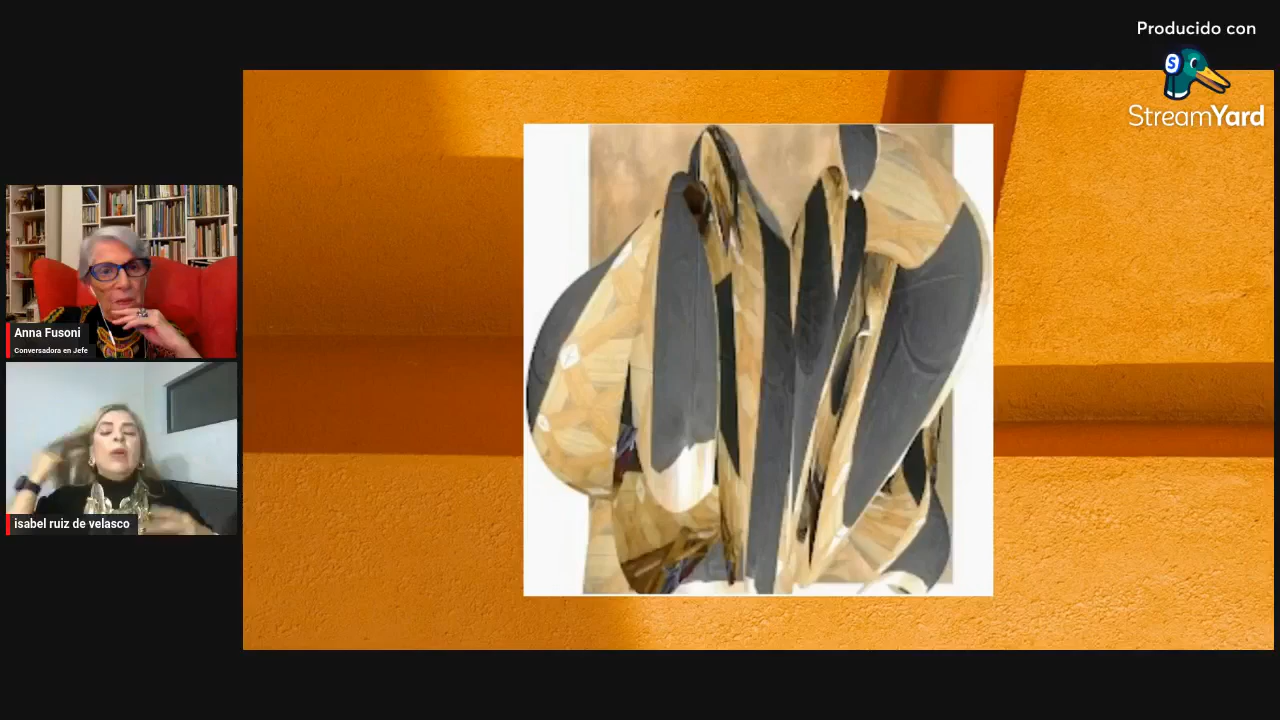 Producido con
StreamYard
Anna Fusoni
Conversadora en Jefe
isabel ruiz de velasco